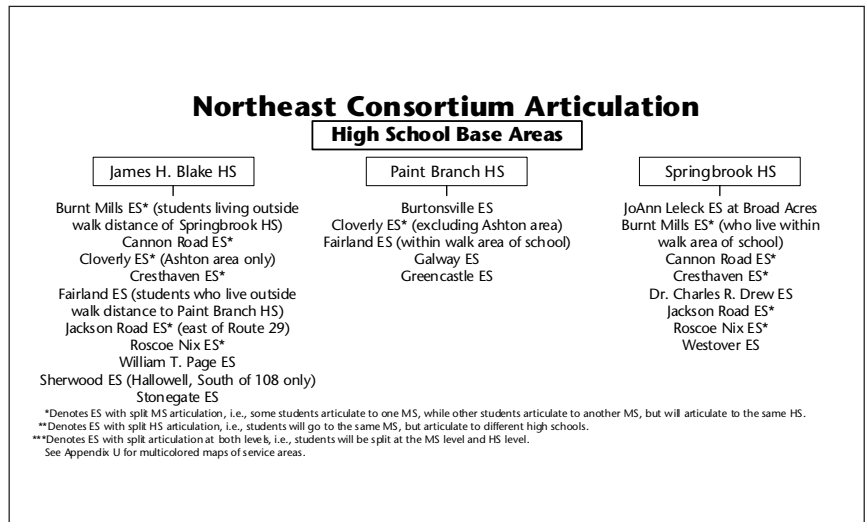 Northeast Consortium Articulation
High School Base Areas
James H. Blake HS
Burnt Mills ES* (students living outside
walk distance of Springbrook HS)
Cannon Road ES*
Cloverly ES* (Ashton area only)
Cresthaven ES*
Fairland ES (students who live outside
walk distance to Paint Branch HS)
Jackson Road ES* (east of Route 29)
Roscoe Nix ES*
William T. Page ES
Sherwood ES (Hallowell, South of 108 only)
Stonegate ES
Paint Branch HS
Burtonsville ES
Cloverly ES* (excluding Ashton area)
Fairland ES (within walk area of school)
Galway ES
Greencastle ES
Springbrook HS
JoAnn Leleck ES at Broad Acres
Burnt Mills ES* (who live within
walk area of school)
Cannon Road ES*
Cresthaven ES*
Dr. Charles R. Drew ES
Jackson Road ES*
Roscoe Nix ES*
Westover ES
*Denotes ES with split MS articulation, i.e., some students articulate to one MS, while other students articulate to another MS, but will articulate to the same HS.
**Denotes ES with split HS articulation, i.e., students will go to the same MS, but articulate to different high schools.
***Denotes ES with split articulation at both levels, i.e., students will be split at the MS level and HS level.
See Appendix U for multicolored maps of service areas.